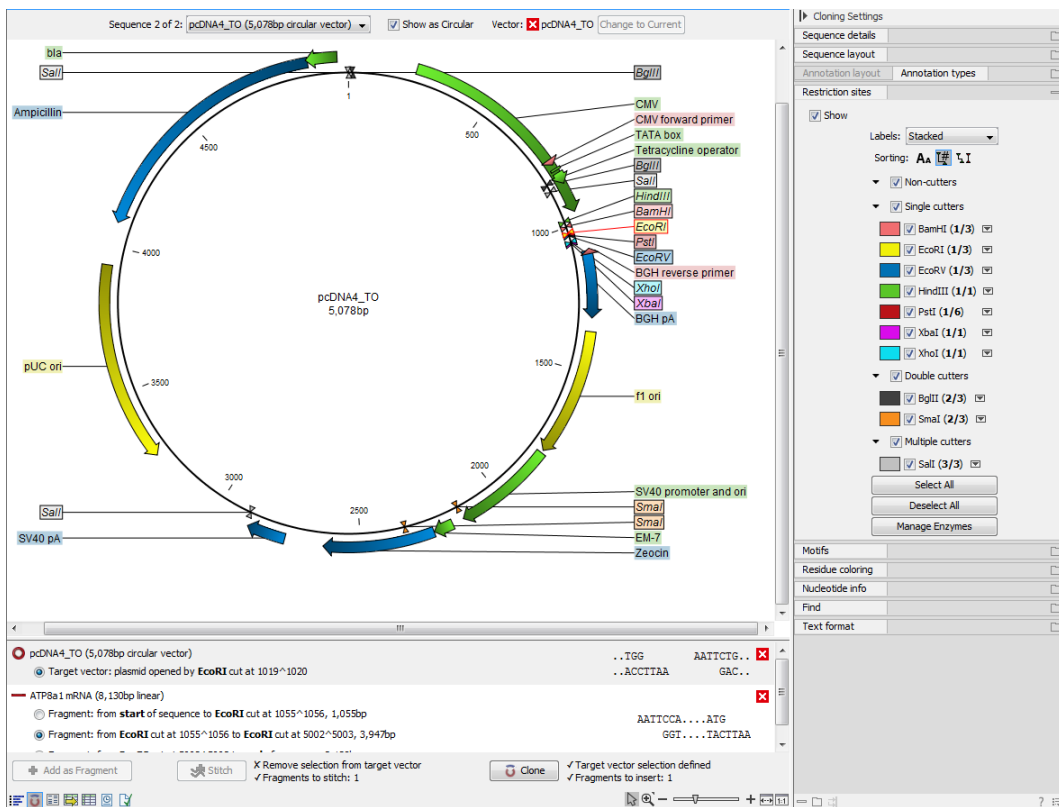 Sequence 2 of 2: pcDNA4_TO (5,078bp circular vector) Show as Circular Vector: pcDNA4_TO Change to Current
bla
SalI
Ampicillin
pUC ori
SalI
SV40 pA
1
500
1000
1500
2000
2500
3000
3500
4000
4500
pcDNA4_TO
5,078bp
BglII
CMV
CMV forward primer
TATA box
Tetracycline operator
BglII
SalI
HindIII
BamHI
EcoRI
PstI
EcoRV
BGH reverse primer
XhoI
XbaI
BGH pA
f1 ori
SV40 promoter and ori
SmaI
SmaI
EM-7
Zeocin
pcDNA4_TO (5,078bp circular vector)
Target vector: plasmid opened by EcoRI cut at 1019^1020
..TGG AATTCTG..
..ACCTTAA GAC..
ATP8a1 mRNA (8,130bp linear)
Fragment: from start of sequence to EcoRI cut at 1055^1056, 1,055bp
Fragment: from EcoRI cut at 1055^1056 to EcoRI cut at 5002^5003, 3,947bp
AATTCCA....ATG
GGT....TACTTAA
Add as Fragment
Stitch
X Remove selection from target vector
✓ Fragments to stitch: 1
Clone
✓ Target vector selection defined
✓ Fragments to insert: 1
1:1
Cloning Settings
Sequence details
Sequence layout
Annotation layout Annotation types
Restriction sites
Show
Labels: Stacked
Sorting:
Non-cutters
Single cutters
BamHI (1/3)
EcoRI (1/3)
EcoRV (1/3)
HindIII (1/1)
PstI (1/6)
XbaI (1/1)
XhoI (1/1)
Double cutters
BglII (2/3)
SmaI (2/3)
Multiple cutters
SalI (3/3)
Select All
Deselect All
Manage Enzymes
Motifs
Residue coloring
Nucleotide info
Find
Text format